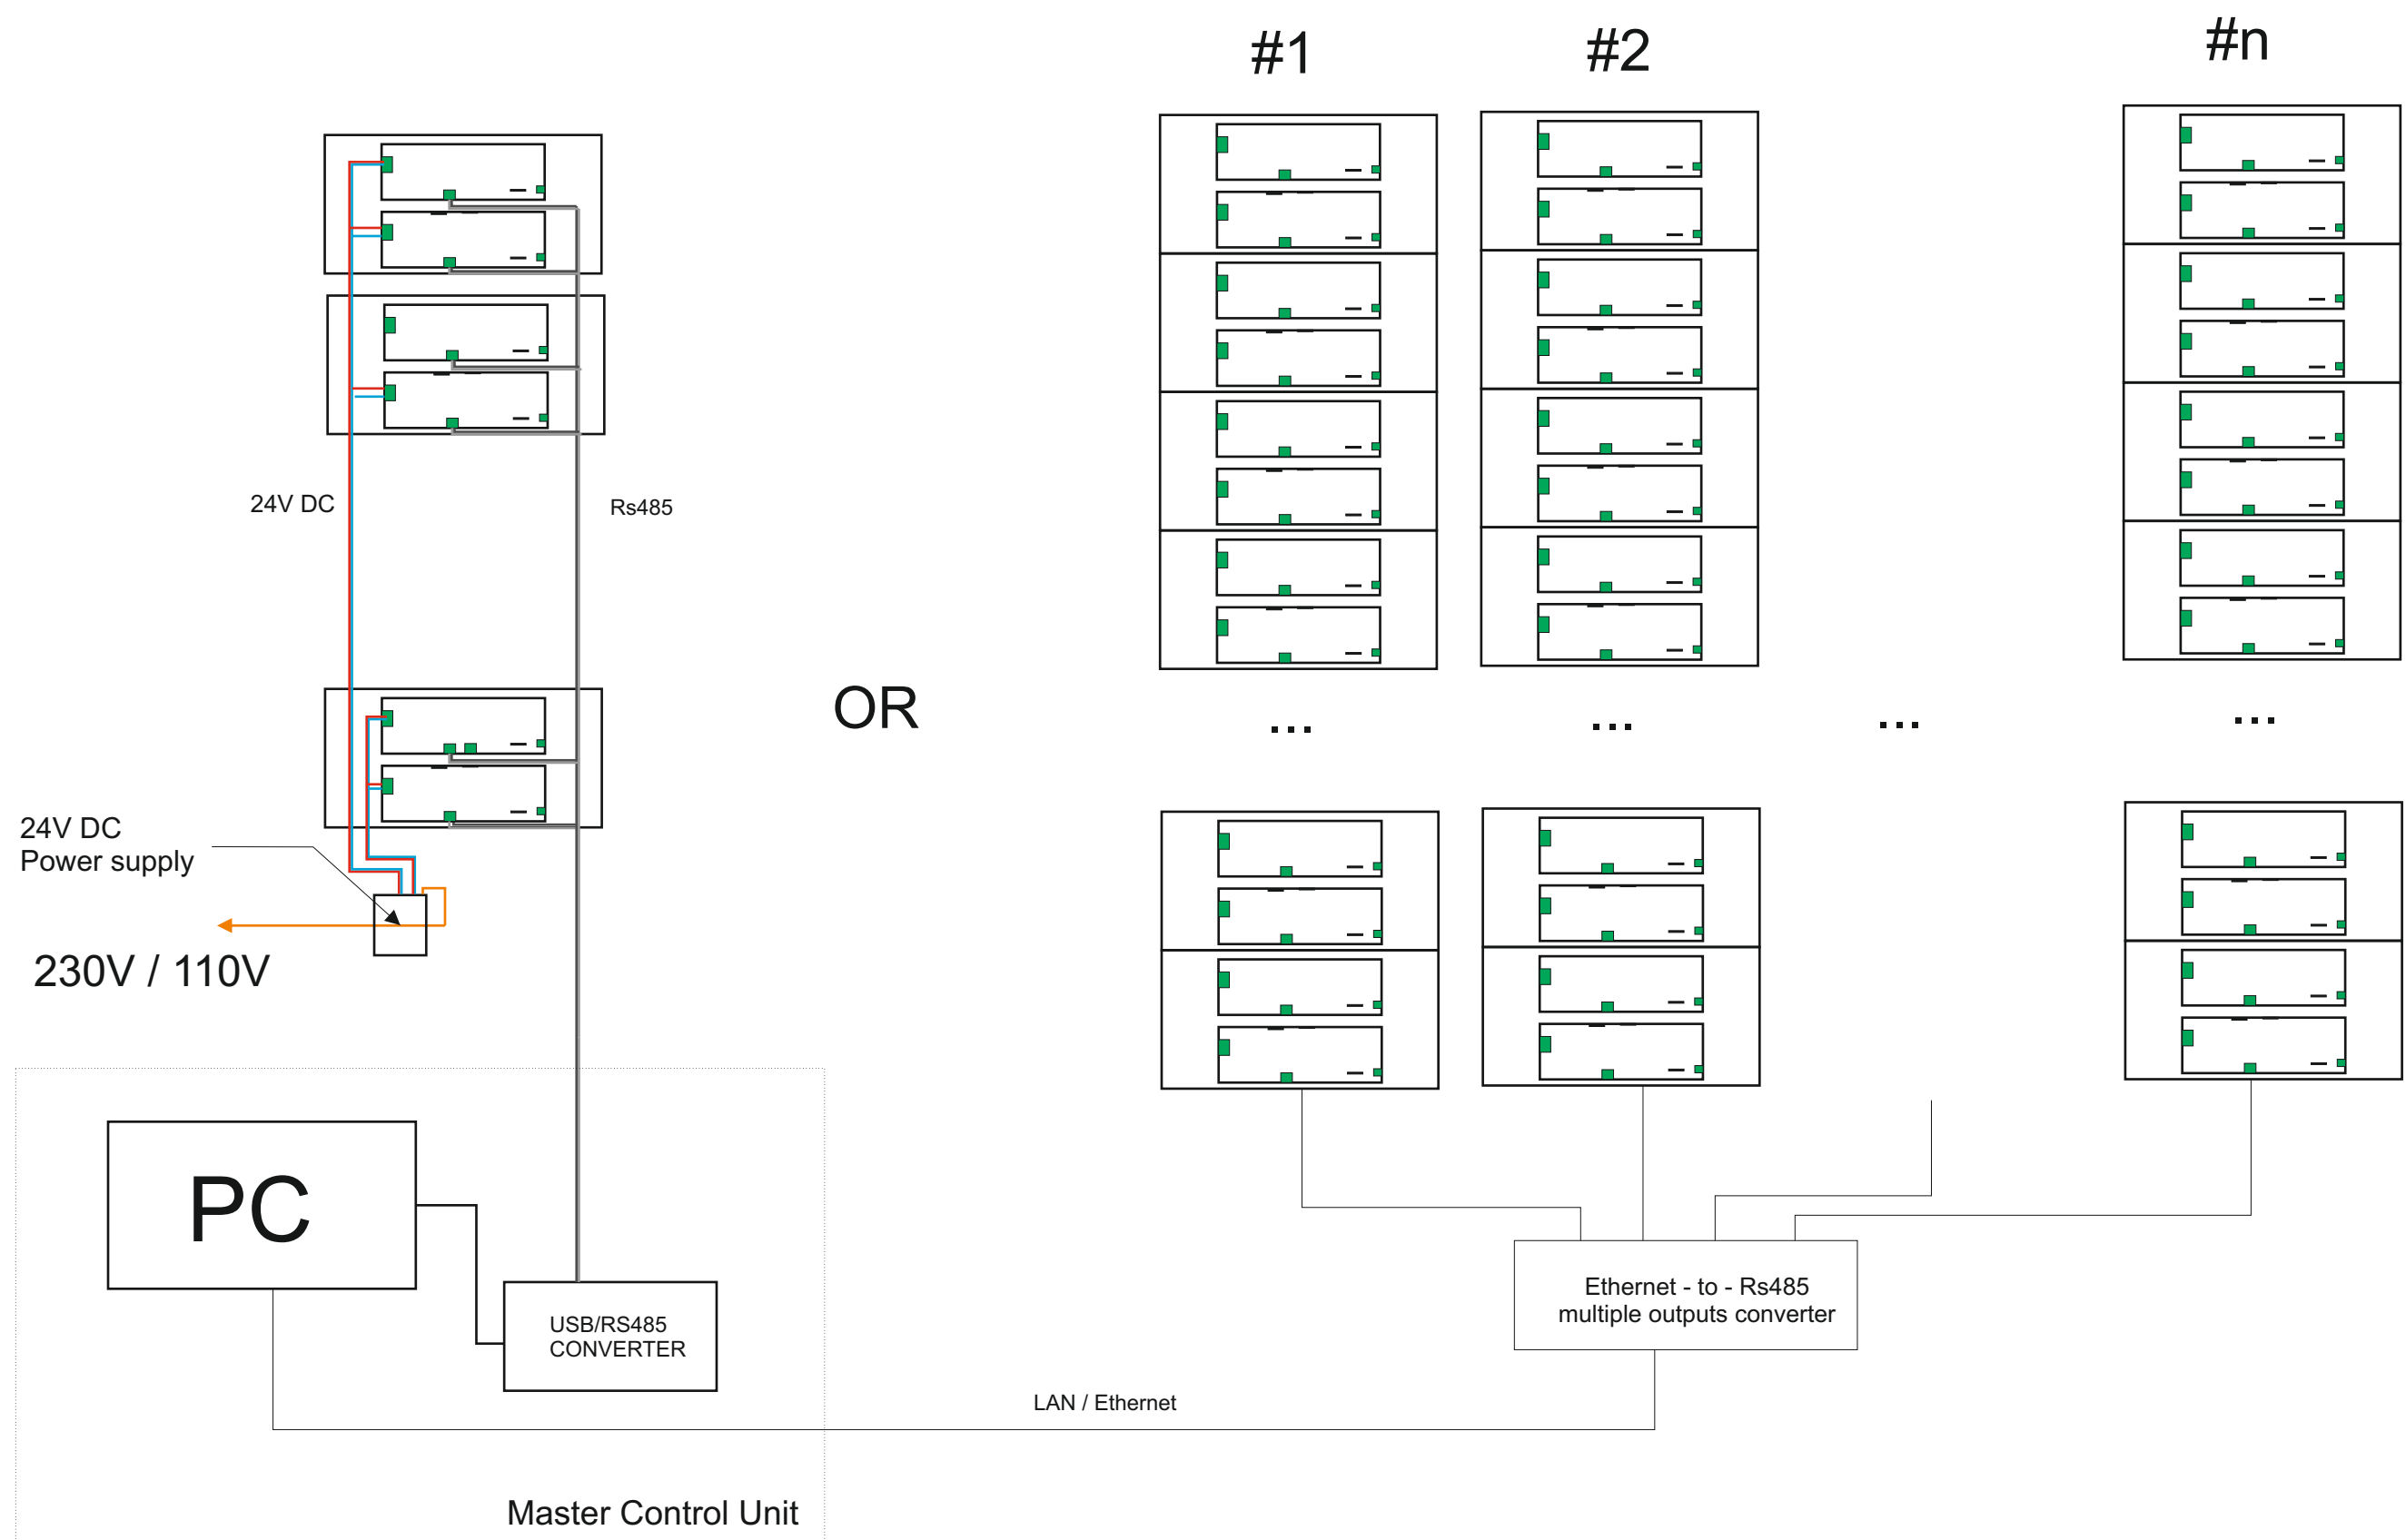 #1
#2
#n
24V DC
Rs485
OR
...
...
...
...
24V DC
Power supply
230V / 110V
PC
USB/RS485
CONVERTER
Ethernet - to - Rs485
multiple outputs converter
LAN / Ethernet
Master Control Unit